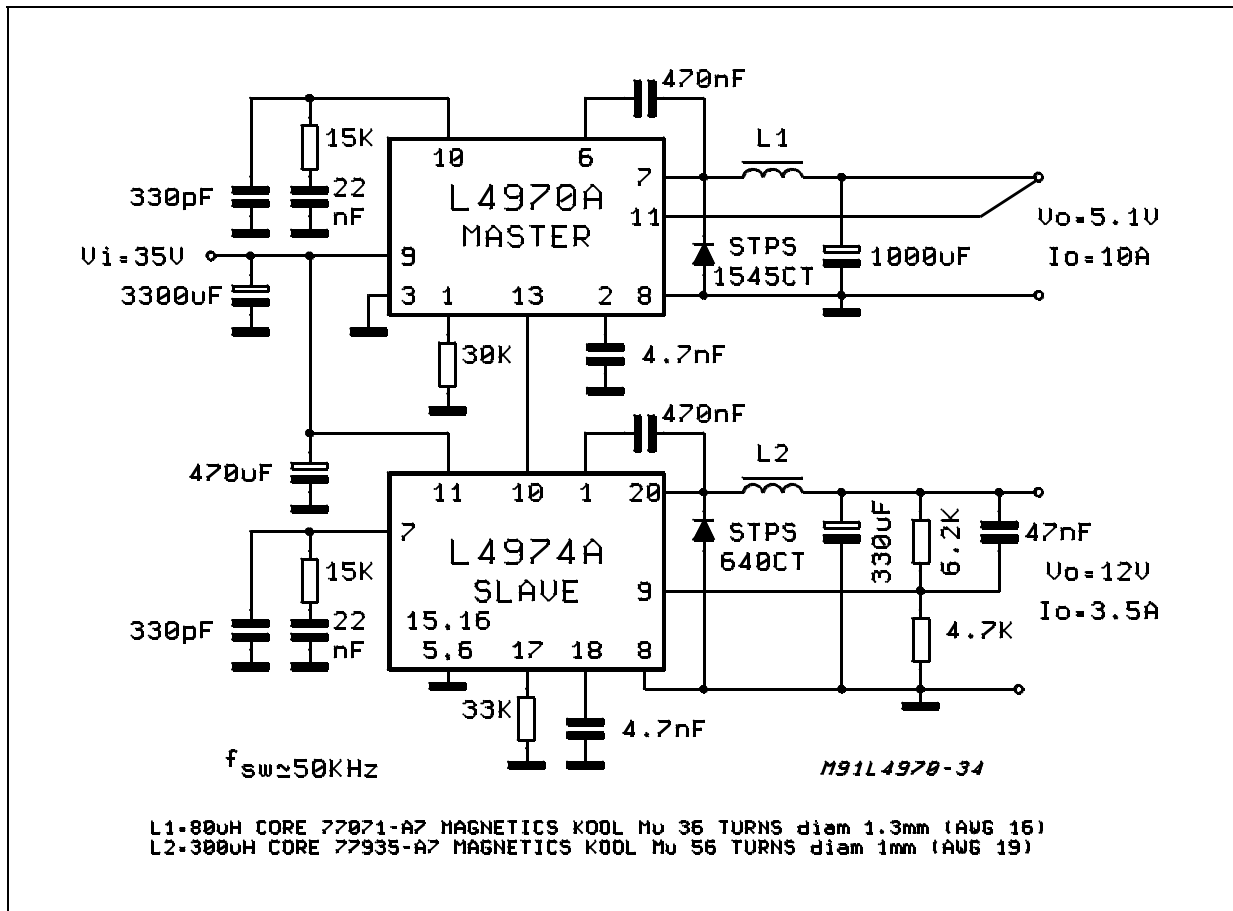 470nF
15K
10
6
L1
330pF
22
nF
L4970A
MASTER
7
11
Vo=5.1V
Vi=35V
9
STPS
1545CT
1000uF
Io=10A
3300uF
3
1
13
2
8
30K
4.7nF
470nF
470uF
11
10
1
20
L2
7
L4974A
SLAVE
STPS
640CT
330uF
6.2K
47nF
15K
9
Vo=12V
Io=3.5A
330pF
22
nF
15.16
5.6
17
18
8
4.7K
33K
4.7nF
fsw≃50KHz
M91L4970-34
L1=80uH CORE 77071-A7 MAGNETICS KOOL Mu 36 TURNS diam 1.3mm (AWG 16)
L2=300uH CORE 77935-A7 MAGNETICS KOOL Mu 56 TURNS diam 1mm (AWG 19)